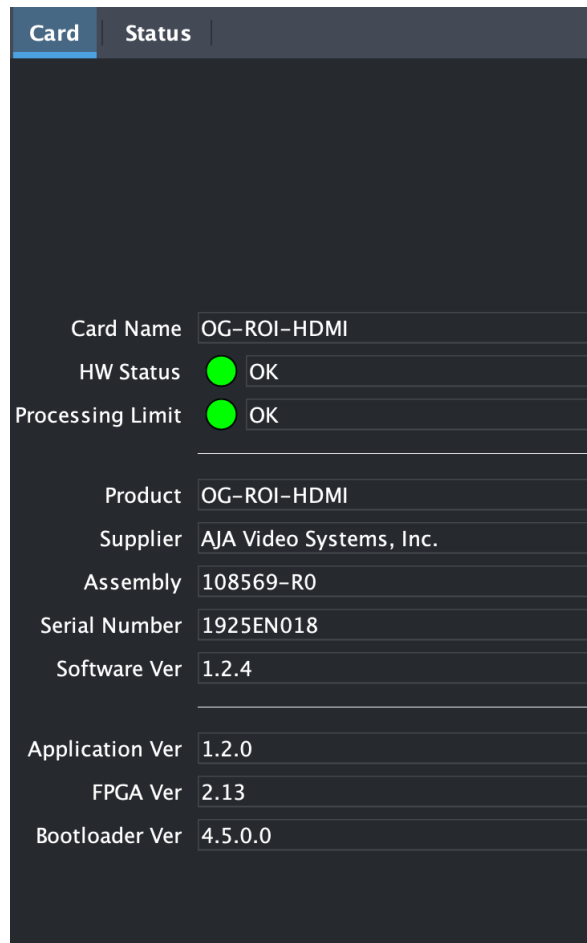 Card Status
Card Name OG-ROI-HDMI
HW Status OK
Processing Limit OK
Product OG-ROI-HDMI
Supplier AJA Video Systems, Inc.
Assembly 108569-R0
Serial Number 1925EN018
Software Ver 1.2.4
Application Ver 1.2.0
FPGA Ver 2.13
Bootloader Ver 4.5.0.0